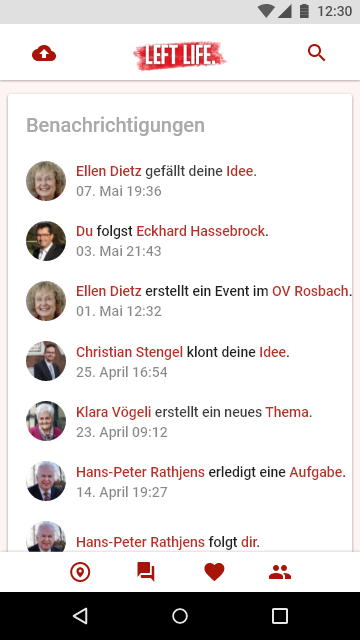 12:30
LEFT LIFE.
Benachrichtigungen
Ellen Dietz gefällt deine Idee.
07. Mai 19:36
Du folgst Eckhard Hassebrock.
03. Mai 21:43
Ellen Dietz erstellt ein Event im OV Rosbach.
01. Mai 12:32
Christian Stengel klont deine Idee.
25. April 16:54
Klara Vögeli erstellt ein neues Thema.
23. April 09:12
Hans-Peter Rathjens erledigt eine Aufgabe.
14. April 19:27
Hans-Peter Rathjens folgt dir.